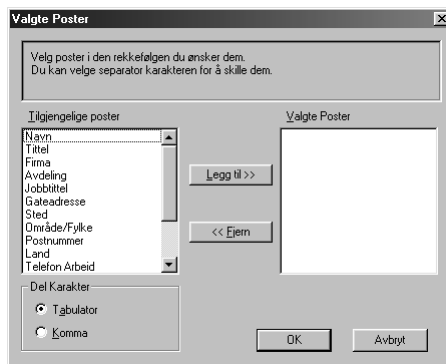 Valgte Poster
Velg poster i den rekkefølgen du ønsker dem.
Du kan velge separator karakteren for å skille dem.
Tilgjengelige poster
Valgte Poster
Navn
Tittel
Firma
Avdeling
Jobbtittel
Gateadresse
Sted
Område/Fylke
Postnummer
Land
Telefon Arbeid
Legg til >>
<< Fjern
Del Karakter
Tabulator
Komma
OK
Avbryt